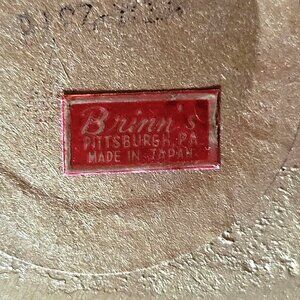 Brinn's
PITTSBURGH, PA.
MADE IN JAPAN